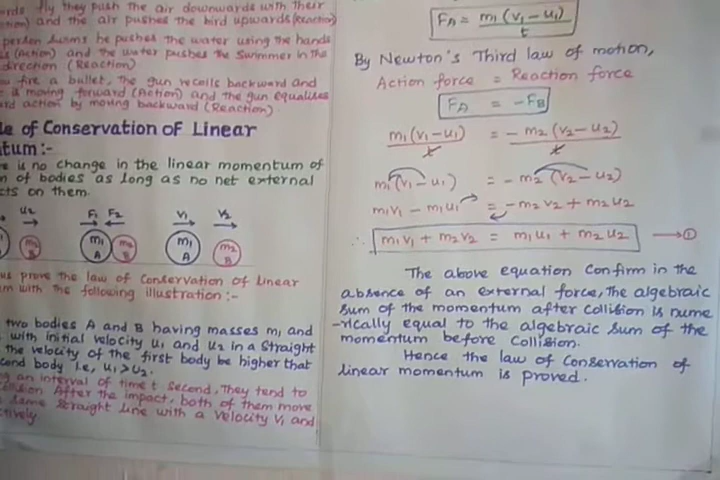 they push the air downwards with their
and the air pushes the bird upwards (Reaction)
person swims he pushes the water using the hands
(action) and the water pushes the Swimmer in the
direction (Reaction)
fire a bullet, the gun recoils backward and
is moving forward (Action) and the gun equalises
action by moving backward (Reaction)
of Conservation of Linear
tum:-
is no change in the linear momentum of
of bodies as long as no net external
cts on them.
u2 F1 F2 V1 V2
m2 B m1 A m2 B m1 A m2 B
us prove the law of Conservation of Linear
with the following illustration :-
two bodies A and B having masses m1 and
with initial velocity u1 and u2 in a Straight
the velocity of the first body be higher that
cond body i.e, u1 > u2.
an interval of time t second, They tend to
After the impact, both of them move
same straight line with a velocity V1 and
ctively.
FA = m1 (v1 - u1) / t
By Newton's Third law of motion,
Action force = Reaction force
FA = -FB
m1 (v1 - u1) / t = - m2 (v2 - u2) / t
m1 (v1 - u1) = - m2 (v2 - u2)
m1v1 - m1u1 = - m2v2 + m2u2
∴ m1v1 + m2v2 = m1u1 + m2u2
The above equation Confirm in the
absence of an external force, The algebraic
Sum of the momentum after Collision is nume
-rically equal to the algebraic sum of the
momentum before Collision.
Hence the law of Conservation of
linear momentum is proved.